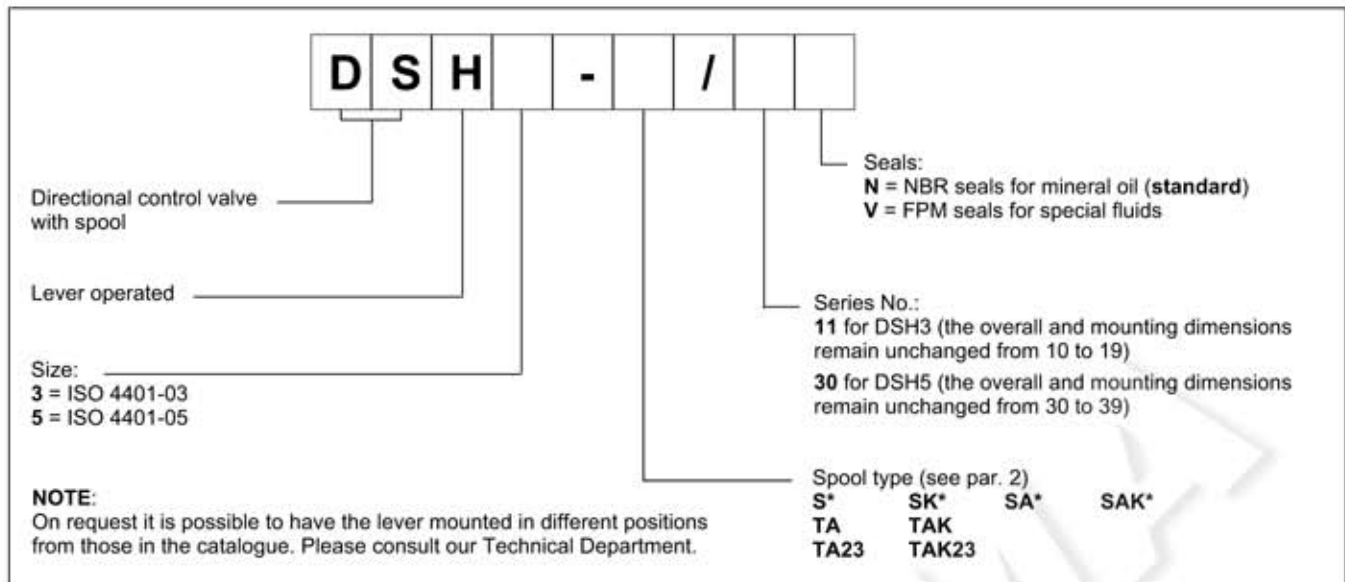 DSH - /
Directional control valve
with spool
Lever operated
Size:
3 = ISO 4401-03
5 = ISO 4401-05
NOTE:
On request it is possible to have the lever mounted in different positions
from those in the catalogue. Please consult our Technical Department.
Seals:
N = NBR seals for mineral oil (standard)
V = FPM seals for special fluids
Series No.:
11 for DSH3 (the overall and mounting dimensions
remain unchanged from 10 to 19)
30 for DSH5 (the overall and mounting dimensions
remain unchanged from 30 to 39)
Spool type (see par. 2)
S* SK* SA* SAK*
TA TAK
TA23 TAK23